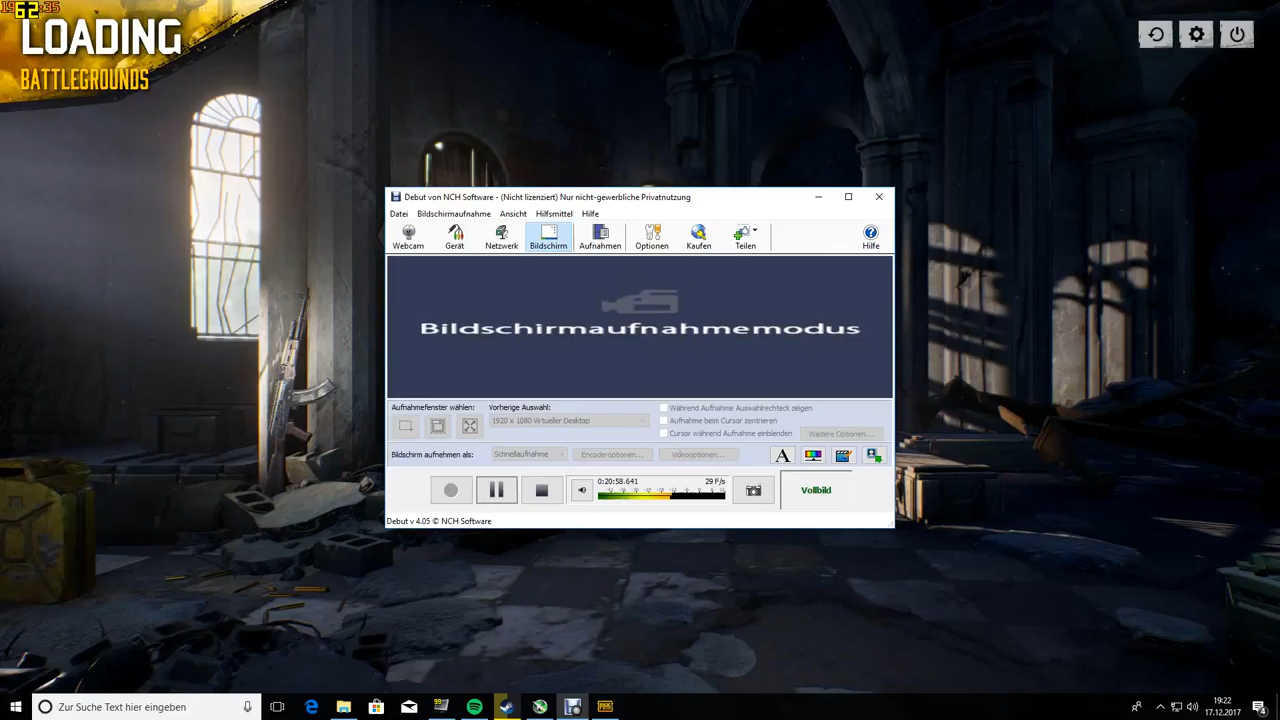 62
LOADING
BATTLEGROUNDS
Debut von NCH Software - (Nicht lizenziert) Nur nicht-gewerbliche Privatnutzung
Datei Bildschirmaufnahme Ansicht Hilfsmittel Hilfe
Webcam Gerät Netzwerk Bildschirm Aufnahmen Optionen Kaufen Teilen Hilfe
Bildschirmaufnahmemodus
Aufnahmefenster wählen: Vorherige Auswahl:
1920 x 1080 Virtueller Desktop
Während Aufnahme Auswahlrechteck zeigen
Aufnahme beim Cursor zentrieren
Cursor während Aufnahme einblenden
Weitere Optionen...
Bildschirm aufnehmen als: Schnellaufnahme Encoderoptionen... Videooptionen...
A
0:20:58.641 29 F/s
Vollbild
Debut v 4.05 © NCH Software
Zur Suche Text hier eingeben
99
19:22
17.12.2017
4